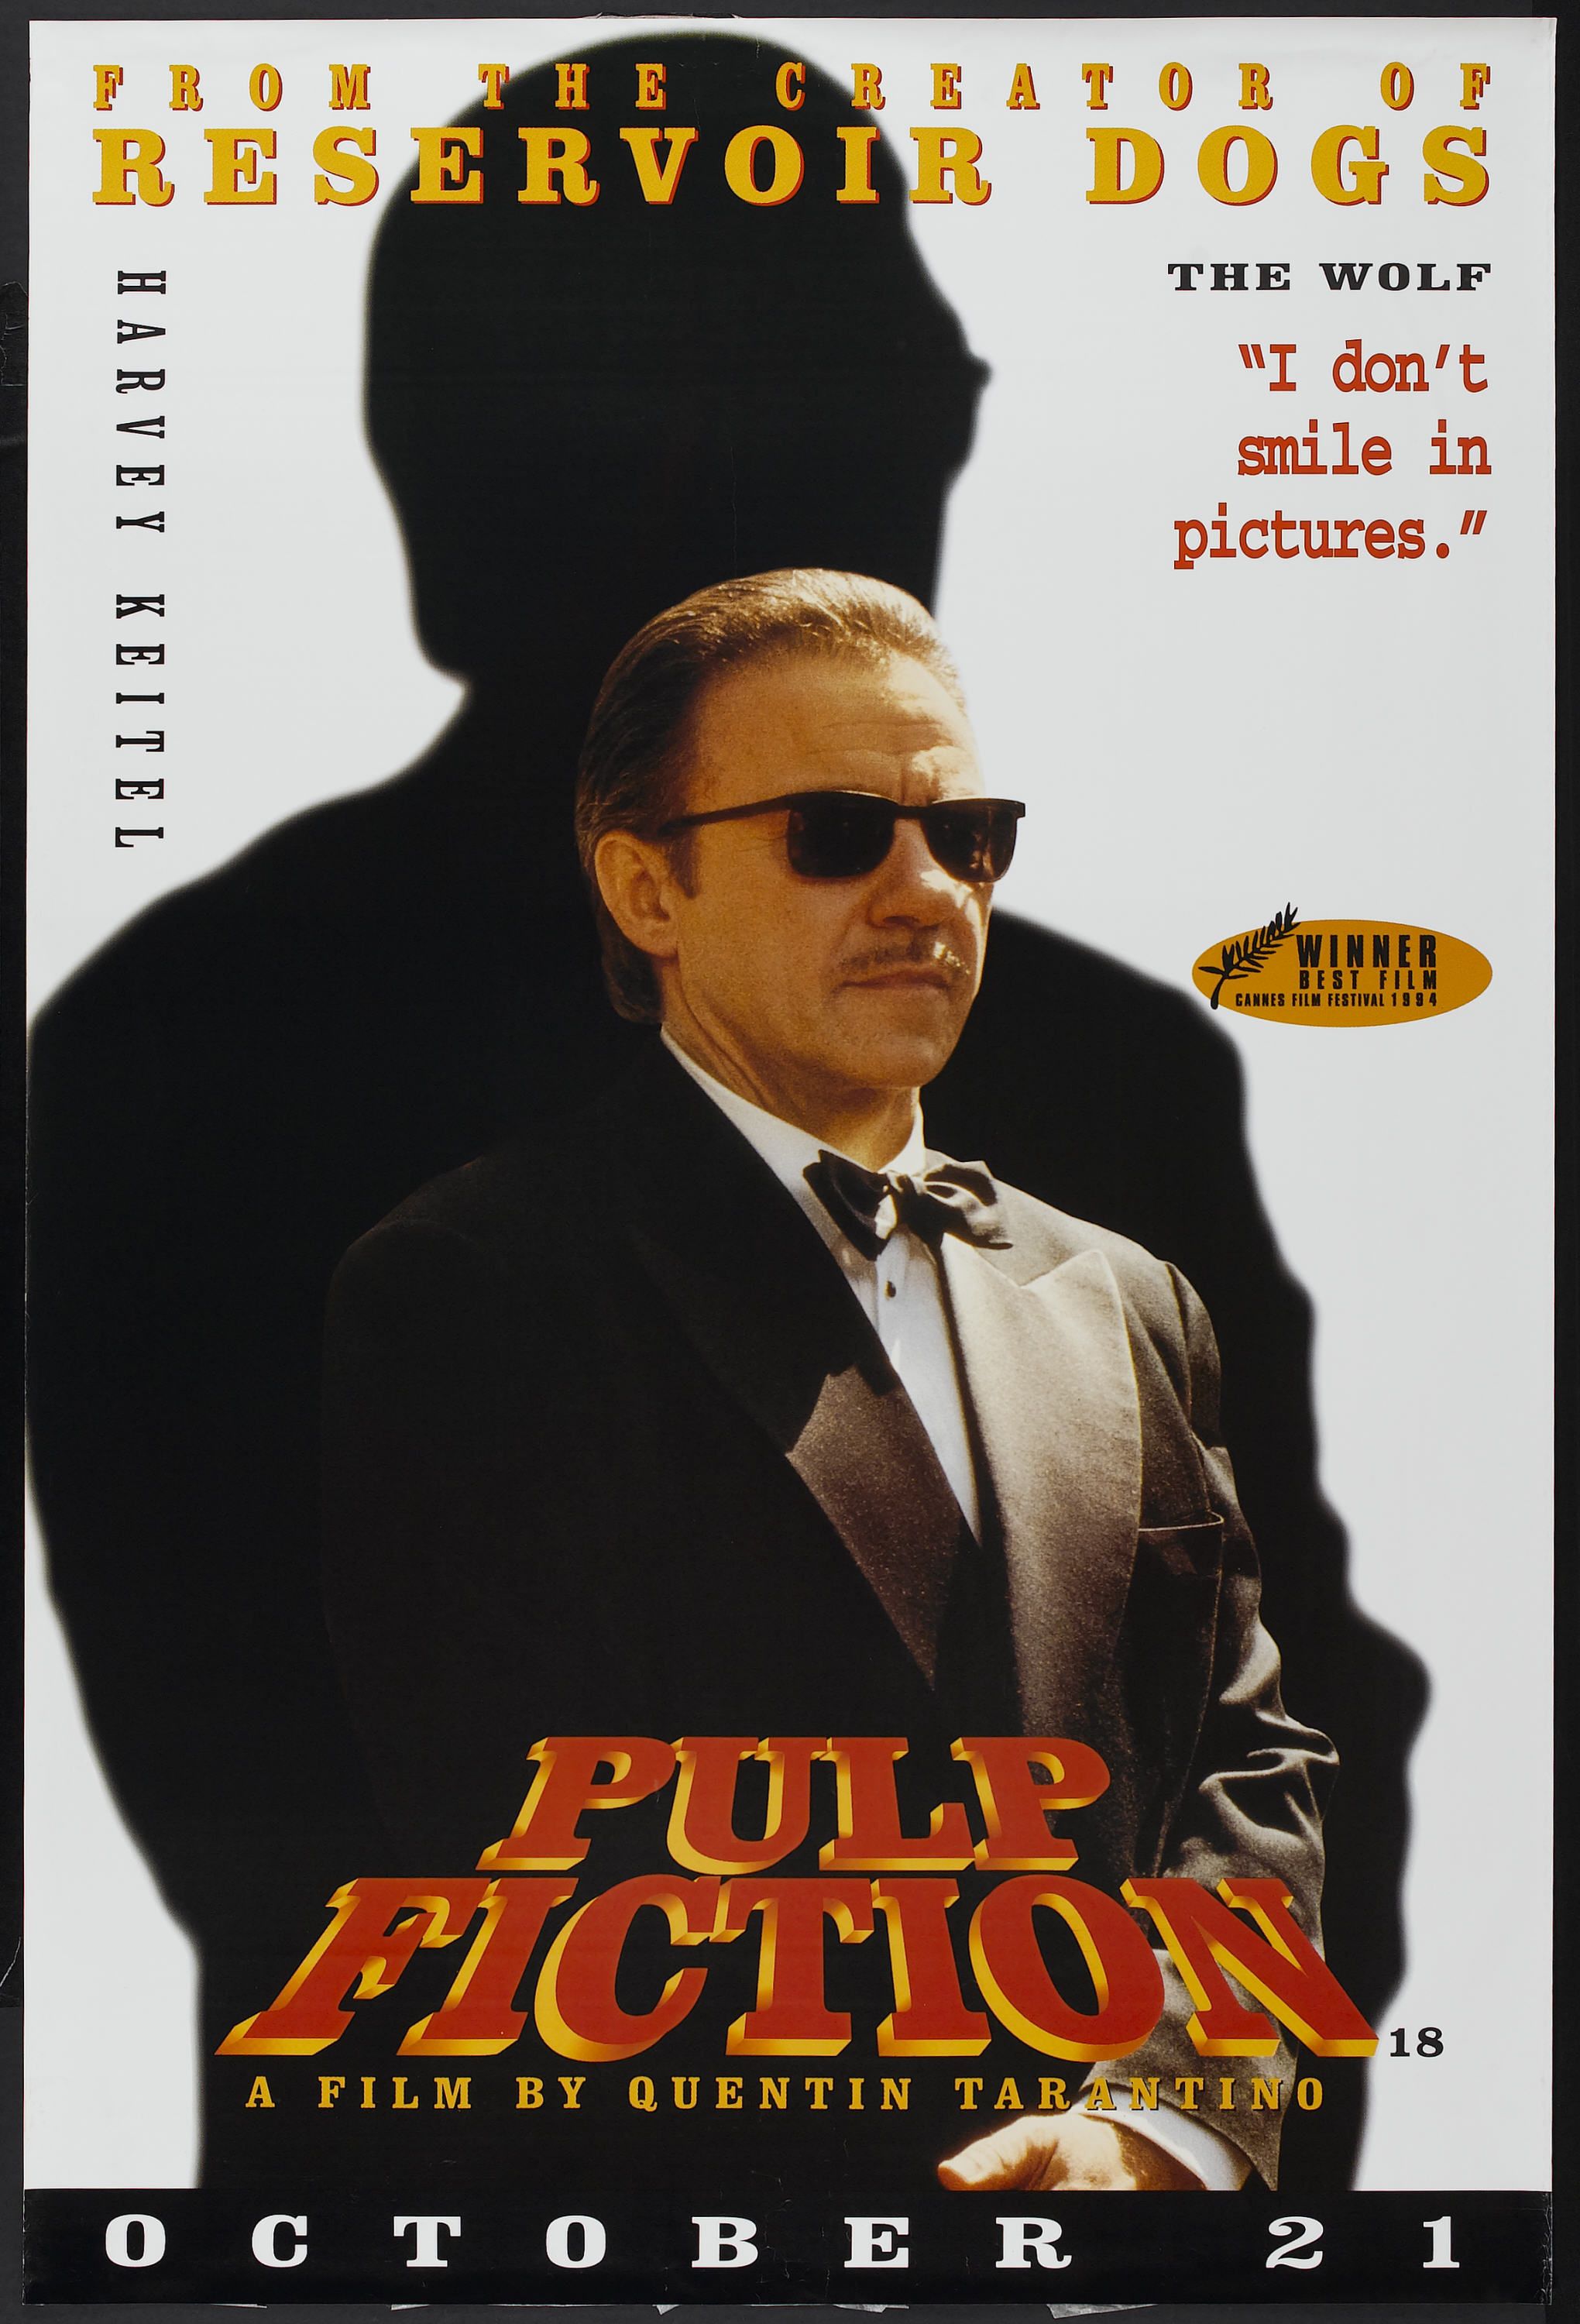 FROM THE CREATOR OF
RESERVOIR DOGS
HARVEY KEITEL
THE WOLF
"I don't
smile in
pictures."
WINNER
BEST FILM
CANNES FILM FESTIVAL 1994
PULP
FICTION
18
A FILM BY QUENTIN TARANTINO
OCTOBER 21